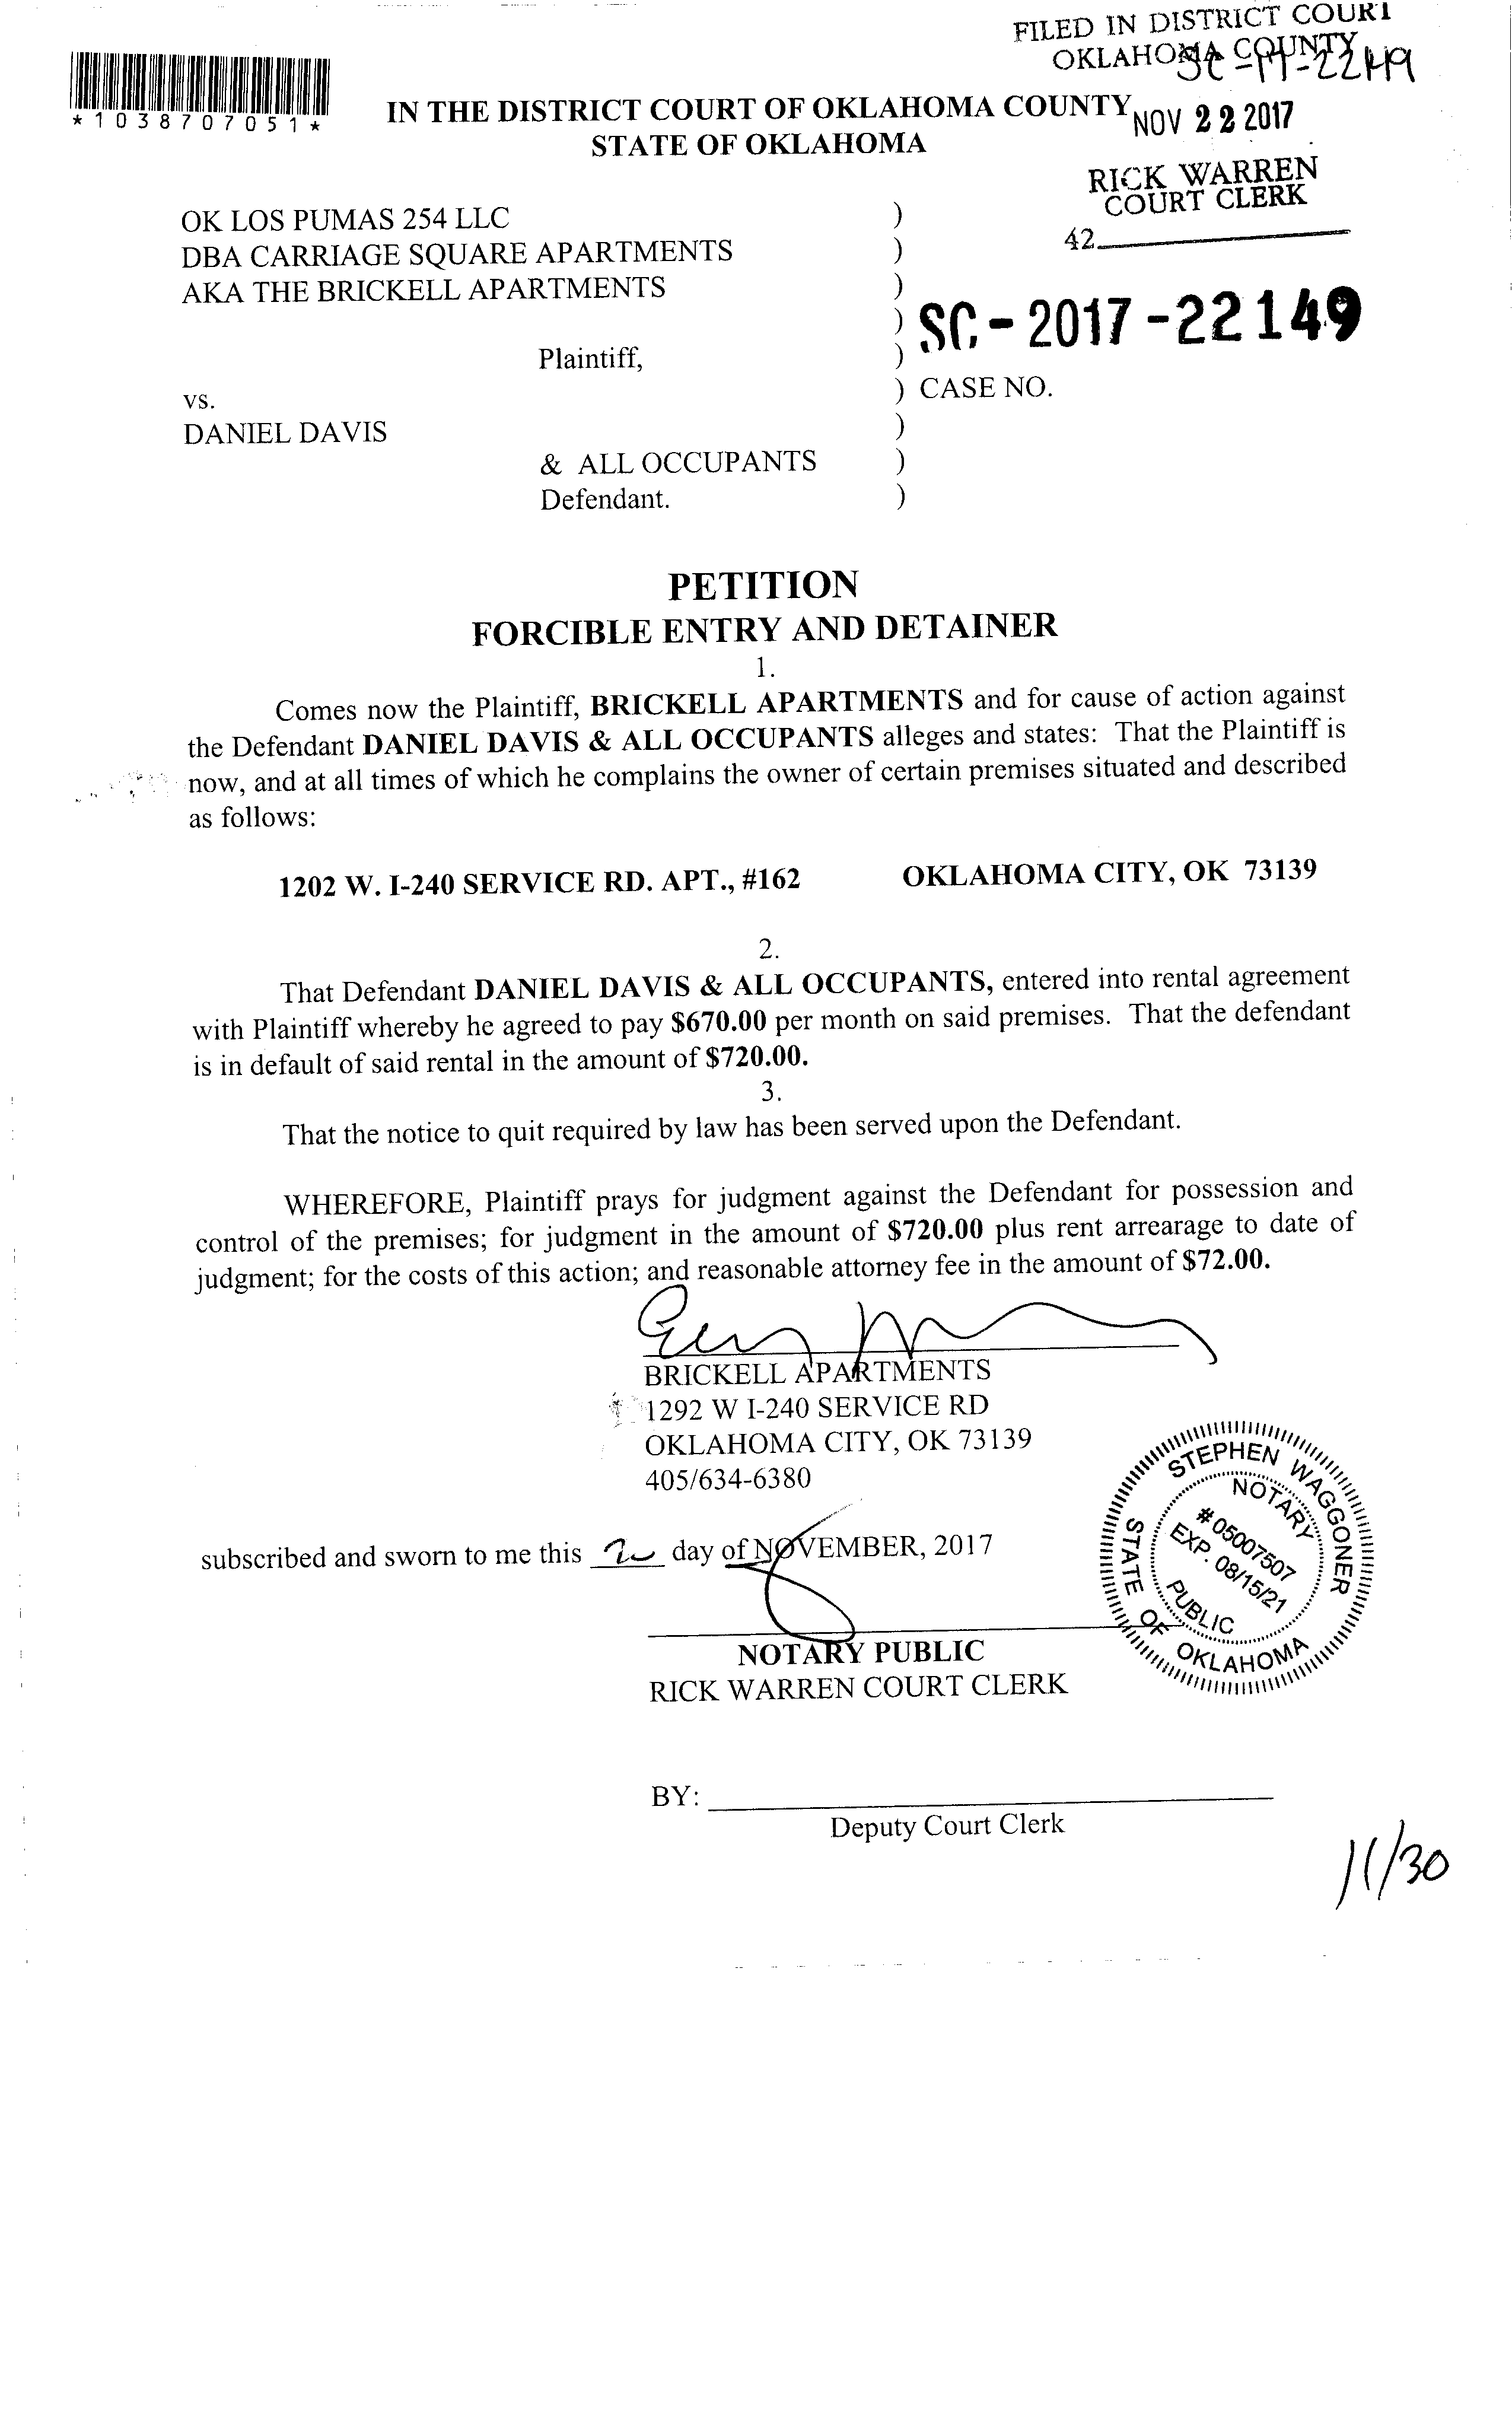 FILED IN DISTRICT COURT
OKLAHOMA COUNTY
SC-17-22149
*1038707051*
IN THE DISTRICT COURT OF OKLAHOMA COUNTY
STATE OF OKLAHOMA
NOV 22 2017
RICK WARREN
COURT CLERK
42
OK LOS PUMAS 254 LLC )
DBA CARRIAGE SQUARE APARTMENTS )
AKA THE BRICKELL APARTMENTS )
) SC-2017-22149
Plaintiff, )
vs. ) CASE NO.
DANIEL DAVIS )
& ALL OCCUPANTS )
Defendant. )
PETITION
FORCIBLE ENTRY AND DETAINER
1.
Comes now the Plaintiff, BRICKELL APARTMENTS and for cause of action against
the Defendant DANIEL DAVIS & ALL OCCUPANTS alleges and states: That the Plaintiff is
now, and at all times of which he complains the owner of certain premises situated and described
as follows:
1202 W. I-240 SERVICE RD. APT., #162 OKLAHOMA CITY, OK 73139
2.
That Defendant DANIEL DAVIS & ALL OCCUPANTS, entered into rental agreement
with Plaintiff whereby he agreed to pay $670.00 per month on said premises. That the defendant
is in default of said rental in the amount of $720.00.
3.
That the notice to quit required by law has been served upon the Defendant.
WHEREFORE, Plaintiff prays for judgment against the Defendant for possession and
control of the premises; for judgment in the amount of $720.00 plus rent arrearage to date of
judgment; for the costs of this action; and reasonable attorney fee in the amount of $72.00.
BRICKELL APARTMENTS
1292 W I-240 SERVICE RD
OKLAHOMA CITY, OK 73139
405/634-6380
subscribed and sworn to me this day of NOVEMBER, 2017
STEPHEN WAGGONER
NOTARY
# 05007507
EXP. 08/15/21
PUBLIC
STATE OF OKLAHOMA
NOTARY PUBLIC
RICK WARREN COURT CLERK
BY:
Deputy Court Clerk
11/30